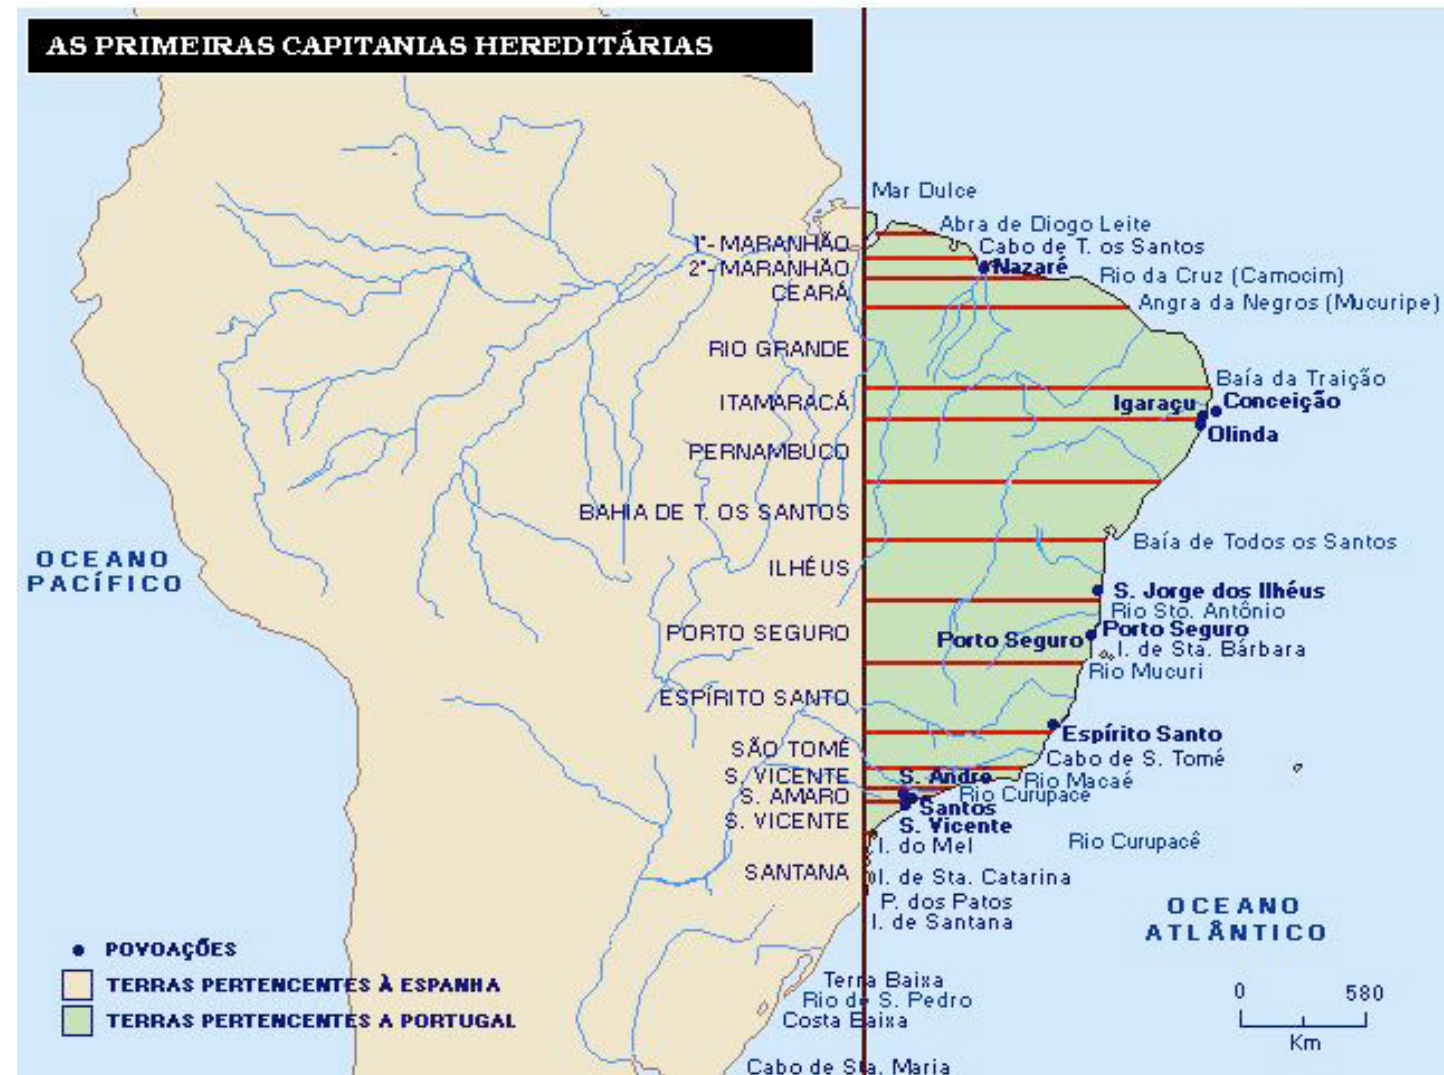 AS PRIMEIRAS CAPITANIAS HEREDITÁRIAS
Mar Dulce
Abra de Diogo Leite
1ª- MARANHÃO
Cabo de T. os Santos
2ª- MARANHÃO
Nazaré
Rio da Cruz (Camocim)
CEARÁ
Angra da Negros (Mucuripe)
RIO GRANDE
Baía da Traição
ITAMARACÁ
Igaraçu
Conceição
Olinda
PERNAMBUCO
BAHIA DE T. OS SANTOS
Baía de Todos os Santos
OCEANO
PACÍFICO
ILHÉUS
S. Jorge dos Ilhéus
Rio Sto. Antônio
PORTO SEGURO
Porto Seguro
Porto Seguro
I. de Sta. Bárbara
Rio Mucuri
ESPÍRITO SANTO
Espírito Santo
SÃO TOMÉ
Cabo de S. Tomé
S. VICENTE
S. Andre
Rio Macaé
S. AMARO
Rio Curupacê
Santos
S. VICENTE
S. Vicente
I. do Mel
Rio Curupacê
SANTANA
I. de Sta. Catarina
P. dos Patos
I. de Santana
OCEANO
ATLÂNTICO
POVOAÇÕES
TERRAS PERTENCENTES À ESPANHA
TERRAS PERTENCENTES A PORTUGAL
Terra Baixa
Rio de S. Pedro
Costa Baixa
Cabo de Sta. Maria
0 580
Km